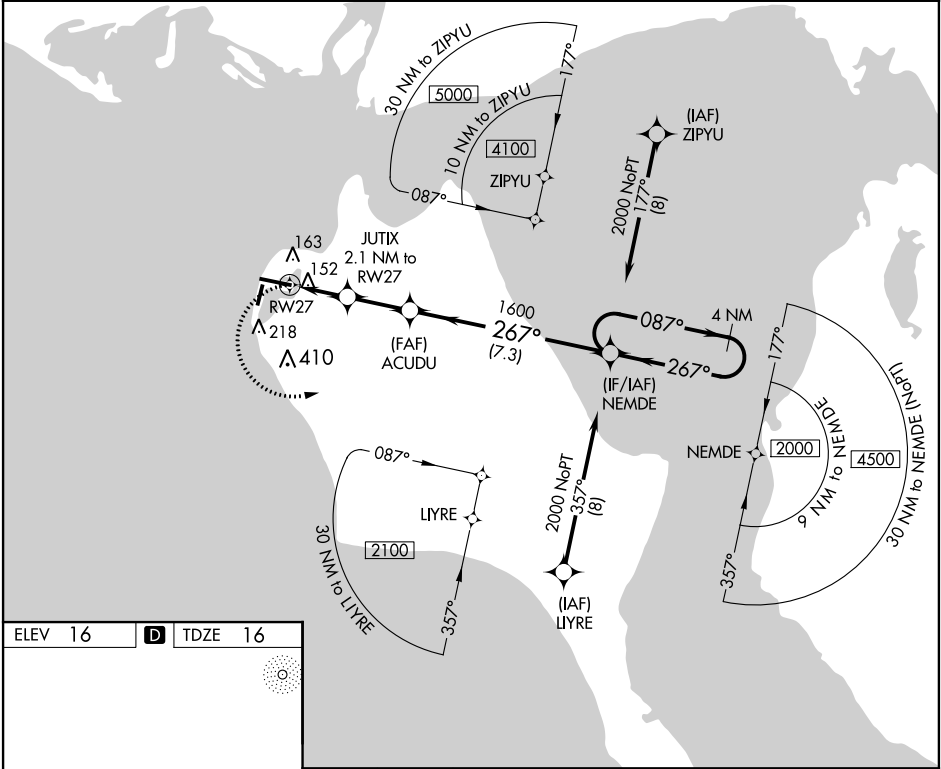 30 NM to ZIPYU
5000
10 NM to ZIPYU
4100
177°
ZIPYU
087°
(IAF)
ZIPYU
2000 NoPT
177°
(8)
163
JUTIX
2.1 NM to
RW27
152
RW27
218
410
(FAF)
ACUDU
1600
267°
(7.3)
087°
4 NM
267°
(IF/IAF)
NEMDE
177°
NEMDE
2000
9 NM to NEMDE
4500
30 NM to NEMDE (NoPT)
357°
087°
LIYRE
2100
30 NM to LIYRE
357°
2000 NoPT
357°
(8)
(IAF)
LIYRE
ELEV 16 D TDZE 16